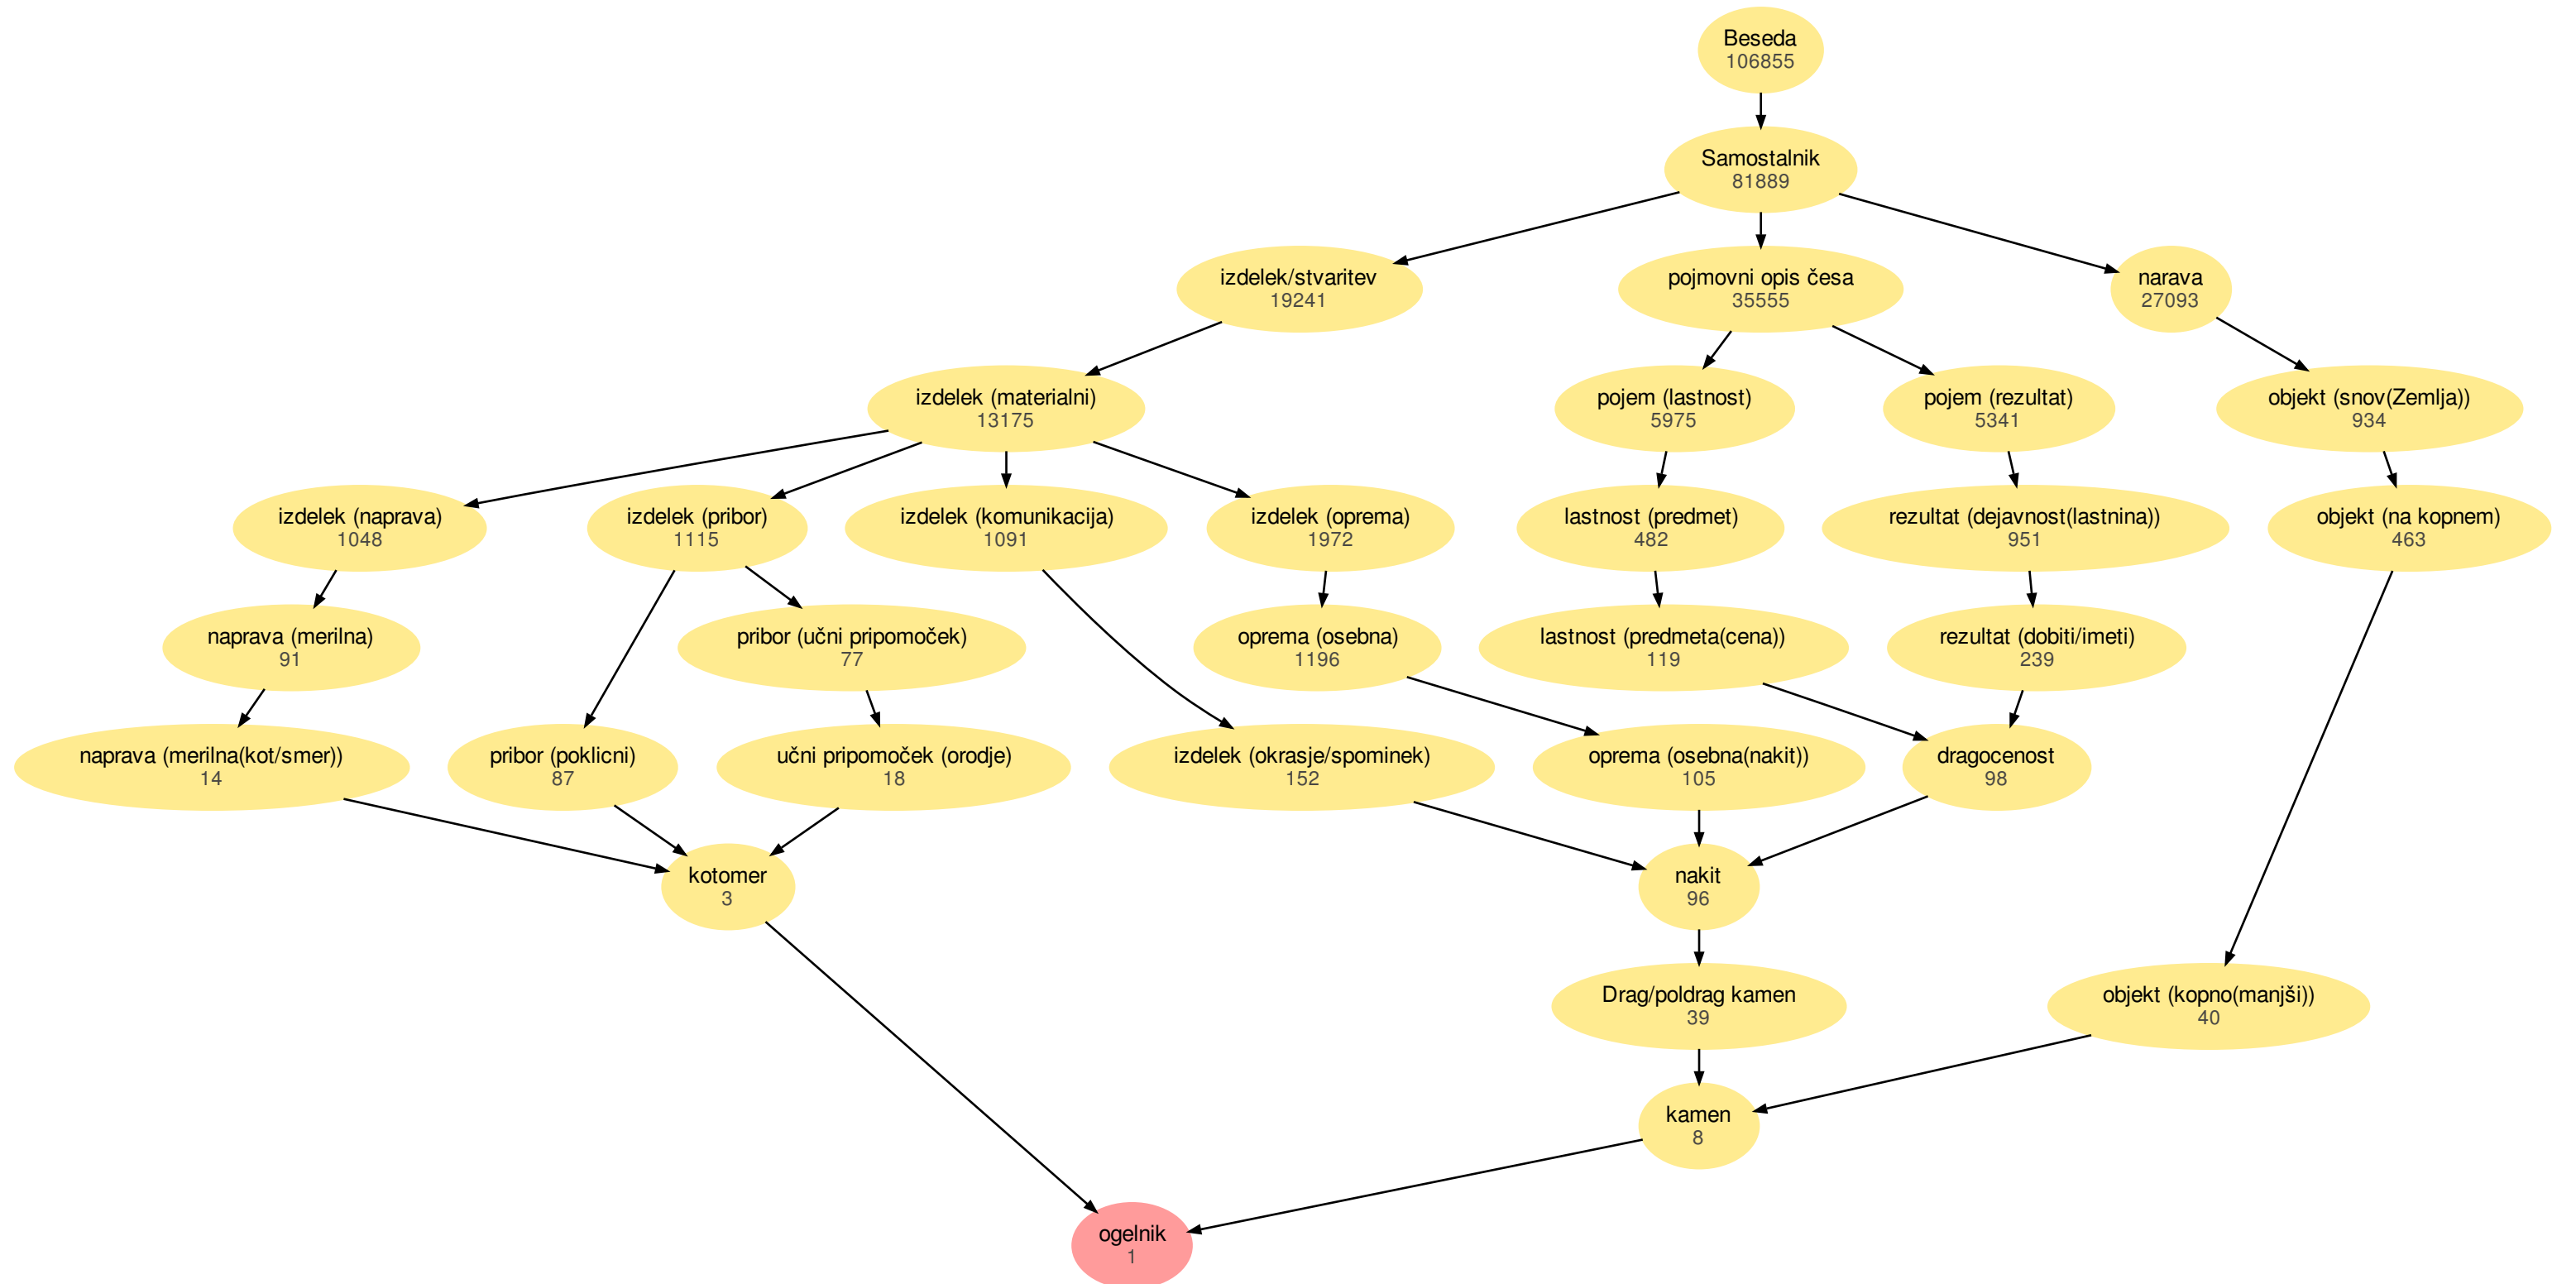 Beseda
106855
Samostalnik
81889
izdelek/stvaritev
19241
pojmovni opis česa
35555
narava
27093
izdelek (materialni)
13175
pojem (lastnost)
5975
pojem (rezultat)
5341
objekt (snov(Zemlja))
934
izdelek (naprava)
1048
izdelek (pribor)
1115
izdelek (komunikacija)
1091
izdelek (oprema)
1972
lastnost (predmet)
482
rezultat (dejavnost(lastnina))
951
objekt (na kopnem)
463
naprava (merilna)
91
pribor (učni pripomoček)
77
oprema (osebna)
1196
lastnost (predmeta(cena))
119
rezultat (dobiti/imeti)
239
naprava (merilna(kot/smer))
14
pribor (poklicni)
87
učni pripomoček (orodje)
18
izdelek (okrasje/spominek)
152
oprema (osebna(nakit))
105
dragocenost
98
kotomer
3
nakit
96
Drag/poldrag kamen
39
objekt (kopno(manjši))
40
kamen
8
ogelnik
1